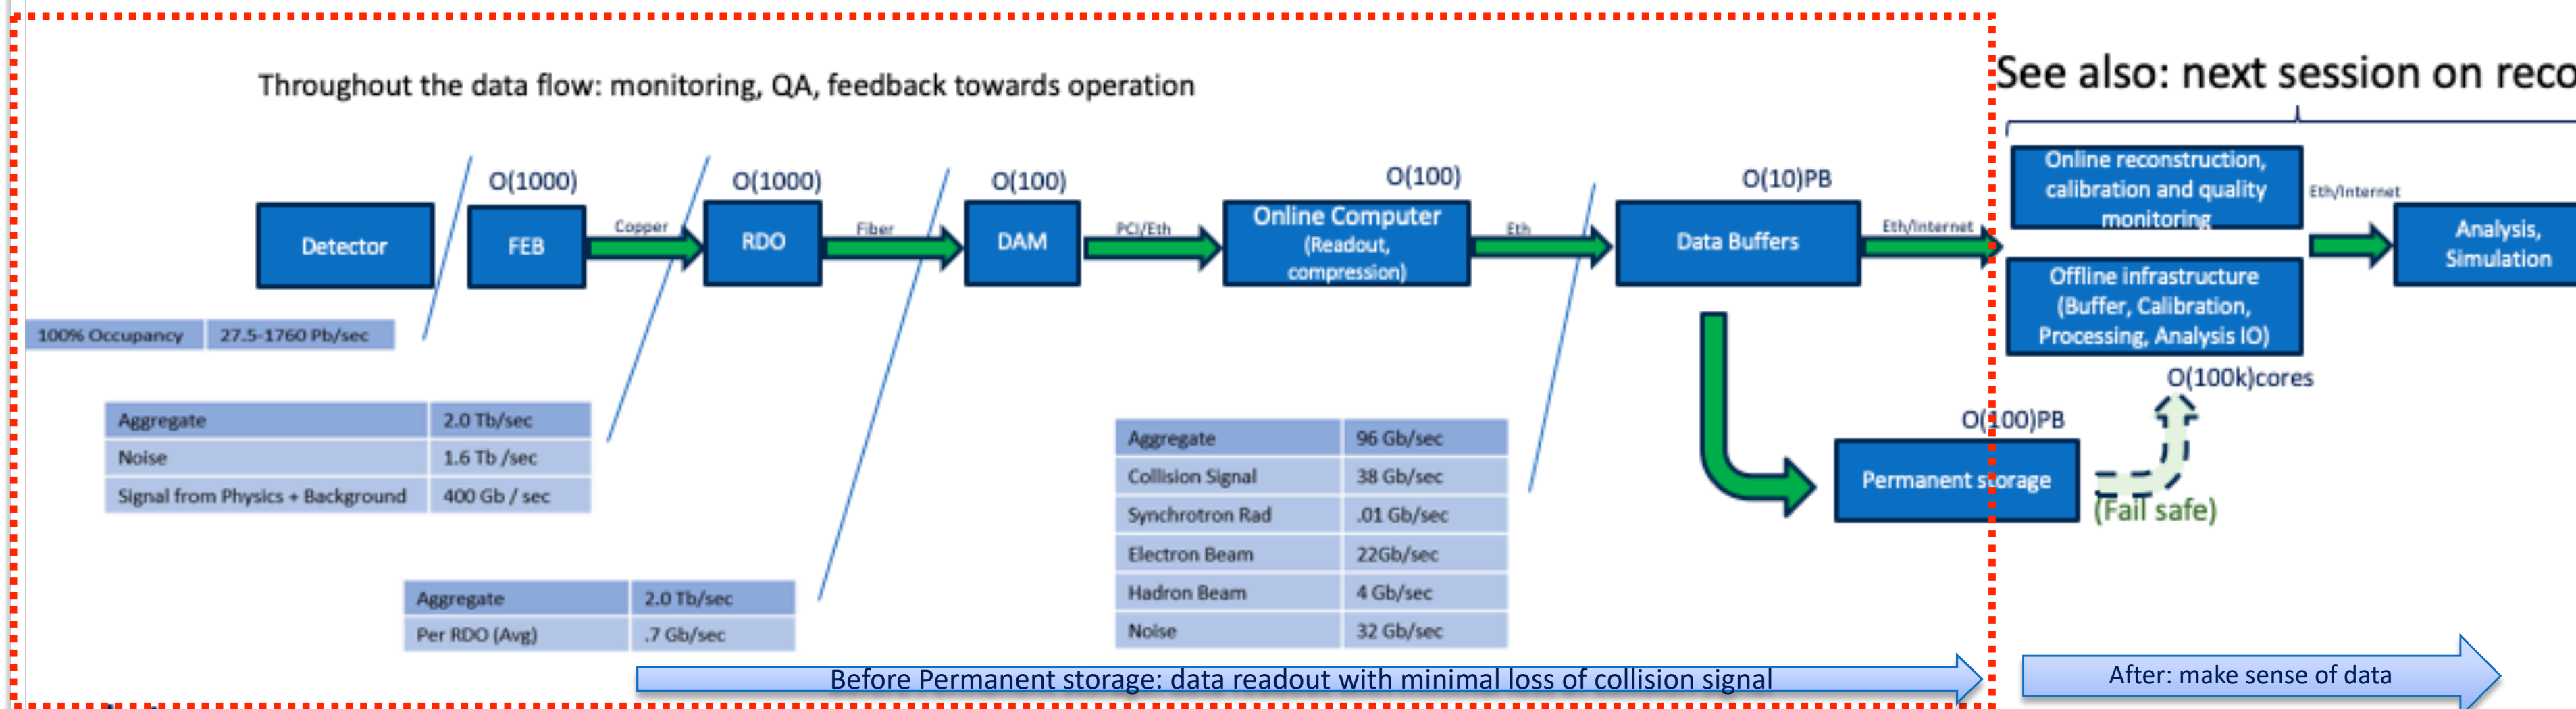 Throughout the data flow: monitoring, QA, feedback towards operation
See also: next session on reco
Detector
O(1000)
FEB
Copper
O(1000)
RDO
Fiber
O(100)
DAM
PCI/Eth
O(100)
Online Computer
(Readout,
compression)
Eth
O(10)PB
Data Buffers
Eth/Internet
Online reconstruction,
calibration and quality
monitoring
Offline infrastructure
(Buffer, Calibration,
Processing, Analysis IO)
O(100k)cores
Eth/Internet
Analysis,
Simulation
O(100)PB
Permanent storage
(Fail safe)
100% Occupancy 27.5-1760 Pb/sec
Aggregate 2.0 Tb/sec
Noise 1.6 Tb /sec
Signal from Physics + Background 400 Gb / sec
Aggregate 2.0 Tb/sec
Per RDO (Avg) .7 Gb/sec
Aggregate 96 Gb/sec
Collision Signal 38 Gb/sec
Synchrotron Rad .01 Gb/sec
Electron Beam 22Gb/sec
Hadron Beam 4 Gb/sec
Noise 32 Gb/sec
Before Permanent storage: data readout with minimal loss of collision signal
After: make sense of data